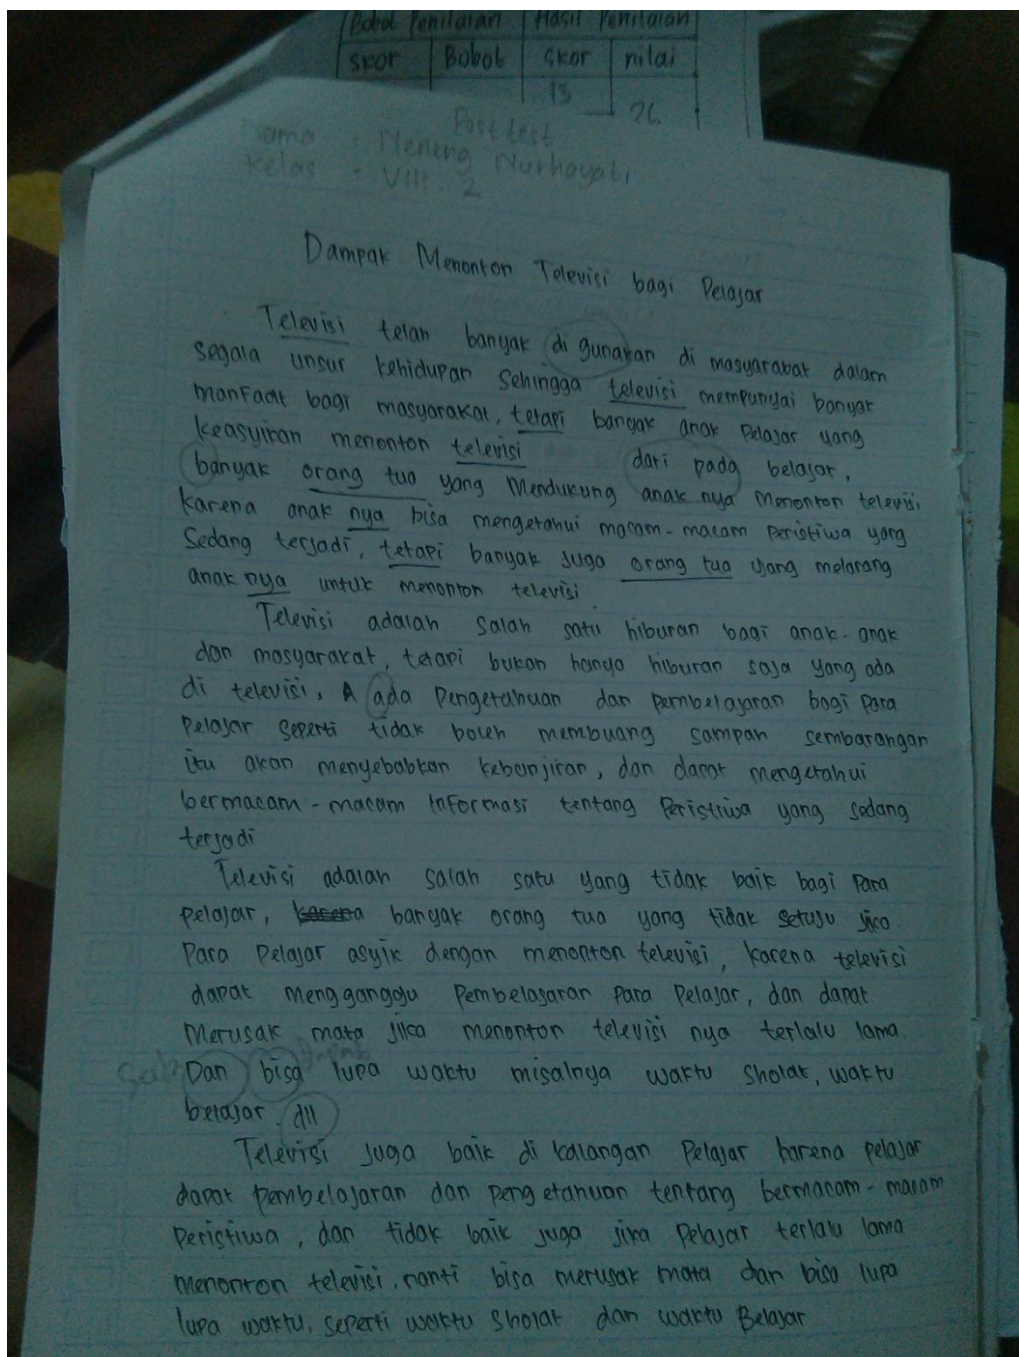 Bobot Penilaian Hasil Penilaian
skor Bobot skor nilai
13
76
Post test
Nama : Neneng Nurhayati
Kelas : VIII. 2
Dampak Menonton Televisi bagi Pelajar
Televisi telah banyak di gunakan di masyarakat dalam
segala unsur kehidupan sehingga televisi mempunyai banyak
manfaat bagi masyarakat, tetapi banyak anak pelajar yang
keasyikan menonton televisi dari pada belajar,
banyak orang tua yang mendukung anak nya menonton televisi
karena anak nya bisa mengetahui macam-macam peristiwa yang
sedang terjadi, tetapi banyak juga orang tua yang melarang
anak nya untuk menonton televisi.
Televisi adalah salah satu hiburan bagi anak-anak
dan masyarakat, tetapi bukan hanya hiburan saja yang ada
di televisi, A ada pengetahuan dan pembelajaran bagi para
pelajar seperti tidak boleh membuang sampah sembarangan
itu akan menyebabkan kebanjiran, dan dapat mengetahui
bermacam-macam informasi tentang peristiwa yang sedang
terjadi
Televisi adalah salah satu yang tidak baik bagi para
pelajar, karena banyak orang tua yang tidak setuju jika
para pelajar asyik dengan menonton televisi, karena televisi
dapat mengganggu pembelajaran para pelajar, dan dapat
merusak mata jika menonton televisi nya terlalu lama.
Dan bisa lupa waktu misalnya waktu sholat, waktu
belajar. dll
Televisi juga baik di kalangan pelajar karena pelajar
dapat pembelajaran dan pengetahuan tentang bermacam-macam
peristiwa, dan tidak baik juga jika pelajar terlalu lama
menonton televisi, nanti bisa merusak mata dan bisa lupa
lupa waktu, seperti waktu sholat dan waktu Belajar